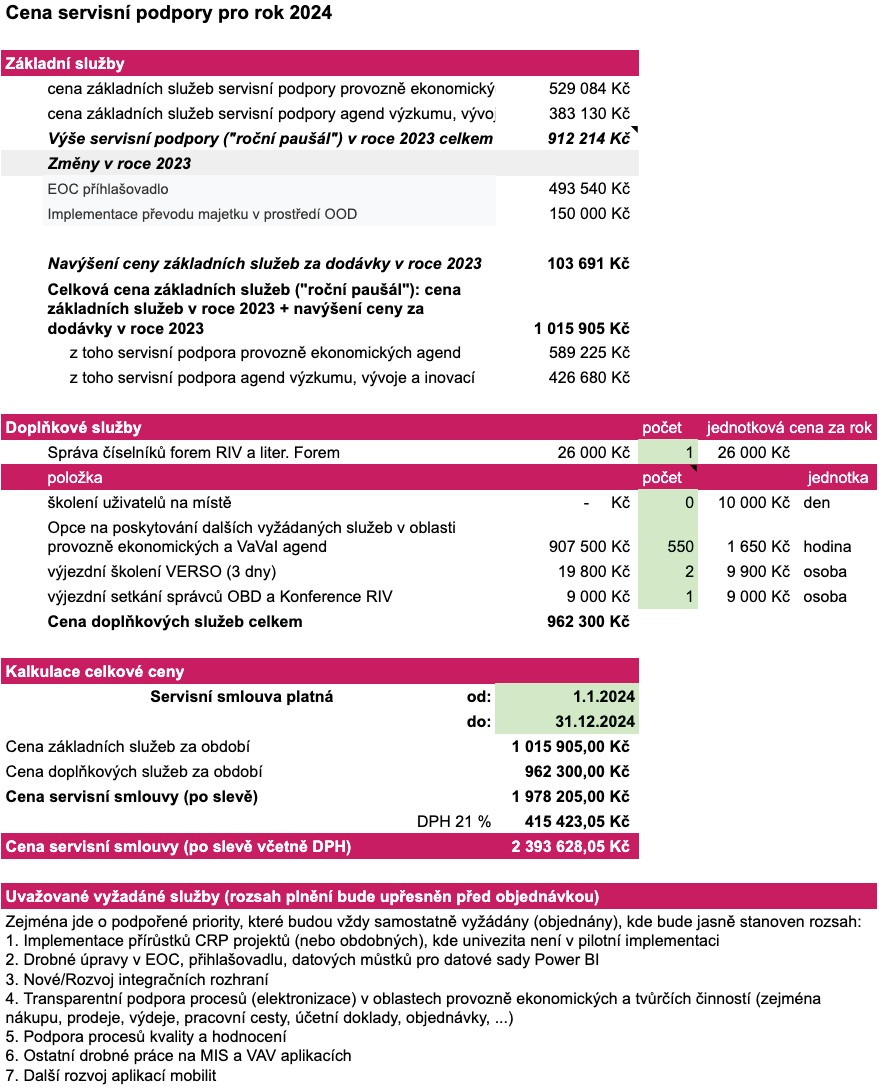 Cena servisní podpory pro rok 2024
Základní služby
cena základních služeb servisní podpory provozně ekonomický 529 084 Kč
cena základních služeb servisní podpory agend výzkumu, vývoj 383 130 Kč
Výše servisní podpory ("roční paušál") v roce 2023 celkem 912 214 Kč
Změny v roce 2023
EOC příhlašovadlo 493 540 Kč
Implementace převodu majetku v prostředí OOD 150 000 Kč
Navýšení ceny základních služeb za dodávky v roce 2023 103 691 Kč
Celková cena základních služeb ("roční paušál"): cena
základních služeb v roce 2023 + navýšení ceny za
dodávky v roce 2023 1 015 905 Kč
z toho servisní podpora provozně ekonomických agend 589 225 Kč
z toho servisní podpora agend výzkumu, vývoje a inovací 426 680 Kč
Doplňkové služby počet jednotková cena za rok
Správa číselníků forem RIV a liter. Forem 26 000 Kč 1 26 000 Kč
položka počet jednotka
školení uživatelů na místě - Kč 0 10 000 Kč den
Opce na poskytování dalších vyžádaných služeb v oblasti
provozně ekonomických a VaVaI agend 907 500 Kč 550 1 650 Kč hodina
výjezdní školení VERSO (3 dny) 19 800 Kč 2 9 900 Kč osoba
výjezdní setkání správců OBD a Konference RIV 9 000 Kč 1 9 000 Kč osoba
Cena doplňkových služeb celkem 962 300 Kč
Kalkulace celkové ceny
Servisní smlouva platná od: 1.1.2024
do: 31.12.2024
Cena základních služeb za období 1 015 905,00 Kč
Cena doplňkových služeb za období 962 300,00 Kč
Cena servisní smlouvy (po slevě) 1 978 205,00 Kč
DPH 21 % 415 423,05 Kč
Cena servisní smlouvy (po slevě včetně DPH) 2 393 628,05 Kč
Uvažované vyžadáné služby (rozsah plnění bude upřesněn před objednávkou)
Zejména jde o podpořené priority, které budou vždy samostatně vyžádány (objednány), kde bude jasně stanoven rozsah:
1. Implementace přírůstků CRP projektů (nebo obdobných), kde univezita není v pilotní implementaci
2. Drobné úpravy v EOC, přihlašovadlu, datových můstků pro datové sady Power BI
3. Nové/Rozvoj integračních rozhraní
4. Transparentní podpora procesů (elektronizace) v oblastech provozně ekonomických a tvůrčích činností (zejména
nákupu, prodeje, výdeje, pracovní cesty, účetní doklady, objednávky, ...)
5. Podpora procesů kvality a hodnocení
6. Ostatní drobné práce na MIS a VAV aplikacích
7. Další rozvoj aplikací mobilit